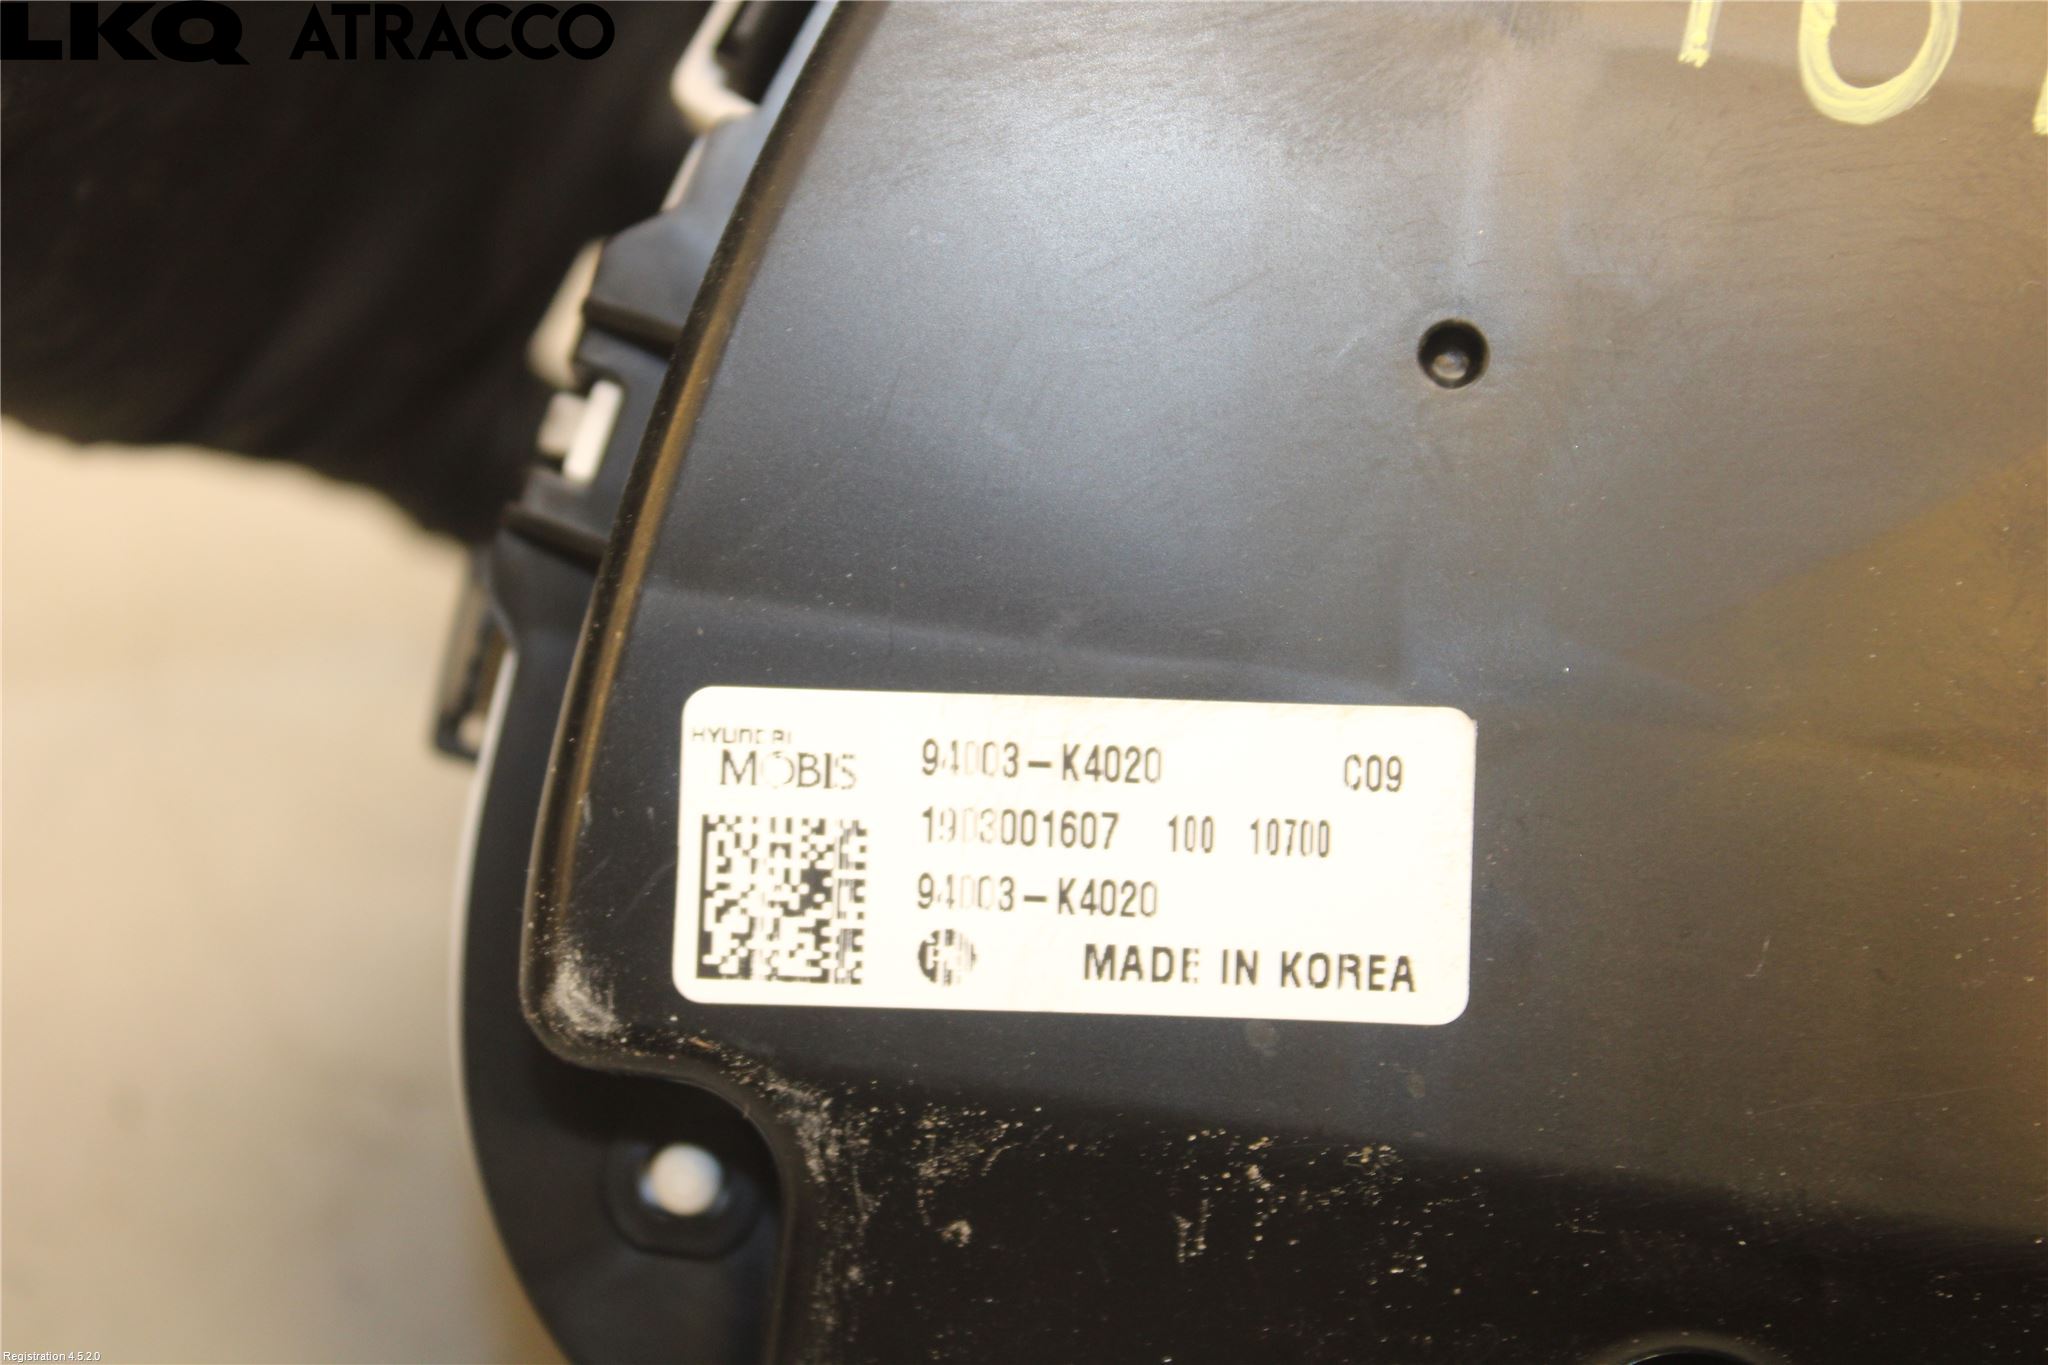 LKQ ATRACCO
HYUNDAI
MOBIS
94003-K4020 C09
1903001607 100 10700
94003-K4020
MADE IN KOREA
Registration 4.5.2.0